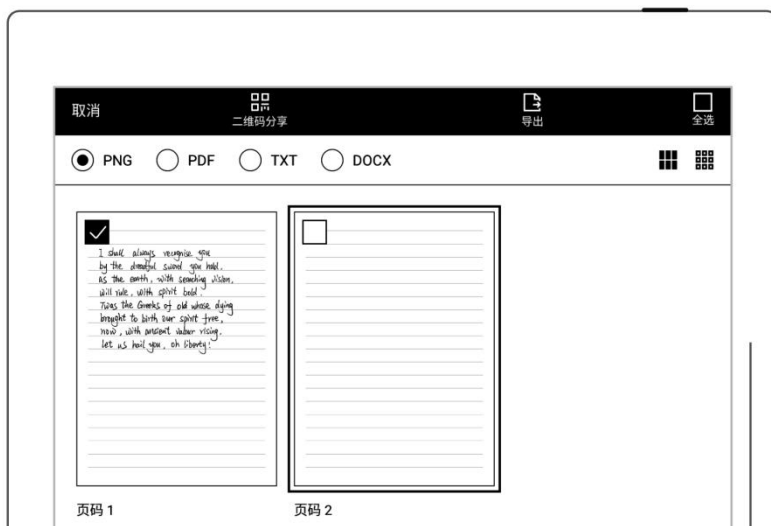 取消
二维码分享
导出
全选
PNG PDF TXT DOCX
I shall always recognise you
by the dreadful sword you hold.
As the earth, with searching vision,
will rule, with spirit bold.
Twas the Greeks of old whose dying
brought to birth our spirit free,
now, with ancient valour rising.
let us hail you, oh liberty!
页码 1
页码 2